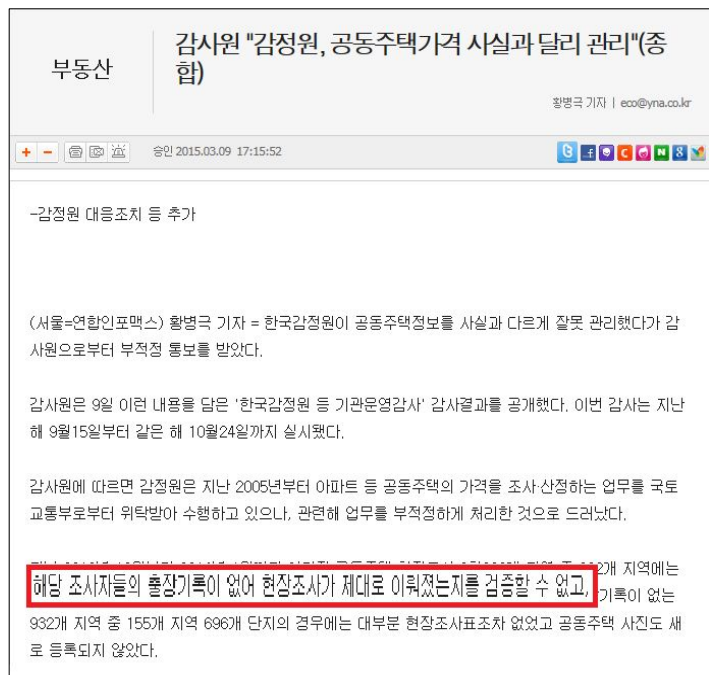 부동산
감사원 "감정원, 공동주택가격 사실과 달리 관리"(종
합)
황병극 기자 | eco@yna.co.kr
승인 2015.03.09 17:15:52
-감정원 대응조치 등 추가
(서울=연합인포맥스) 황병극 기자 = 한국감정원이 공동주택정보를 사실과 다르게 잘못 관리했다가 감
사원으로부터 부적정 통보를 받았다.
감사원은 9일 이런 내용을 담은 '한국감정원 등 기관운영감사' 감사결과를 공개했다. 이번 감사는 지난
해 9월15일부터 같은 해 10월24일까지 실시됐다.
감사원에 따르면 감정원은 지난 2005년부터 아파트 등 공동주택의 가격을 조사·산정하는 업무를 국토
교통부로부터 위탁받아 수행하고 있으나, 관련해 업무를 부적정하게 처리한 것으로 드러났다.
2개 지역에는
해당 조사자들의 출장기록이 없어 현장조사가 제대로 이뤄졌는지를 검증할 수 없고,
기록이 없는
932개 지역 중 155개 지역 696개 단지의 경우에는 대부분 현장조사표조차 없었고 공동주택 사진도 새
로 등록되지 않았다.